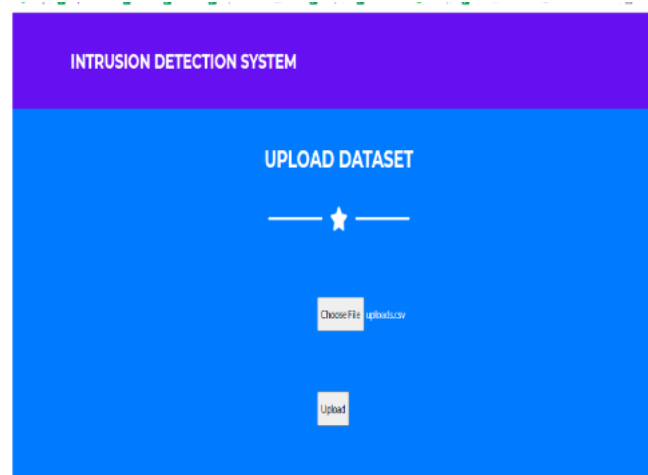 INTRUSION DETECTION SYSTEM
UPLOAD DATASET
Choose File uploads.csv
Upload